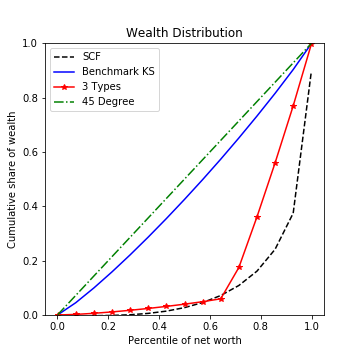 Wealth Distribution
SCF
Benchmark KS
3 Types
45 Degree
Cumulative share of wealth
1.0
0.8
0.6
0.4
0.2
0.0
0.0 0.2 0.4 0.6 0.8 1.0
Percentile of net worth